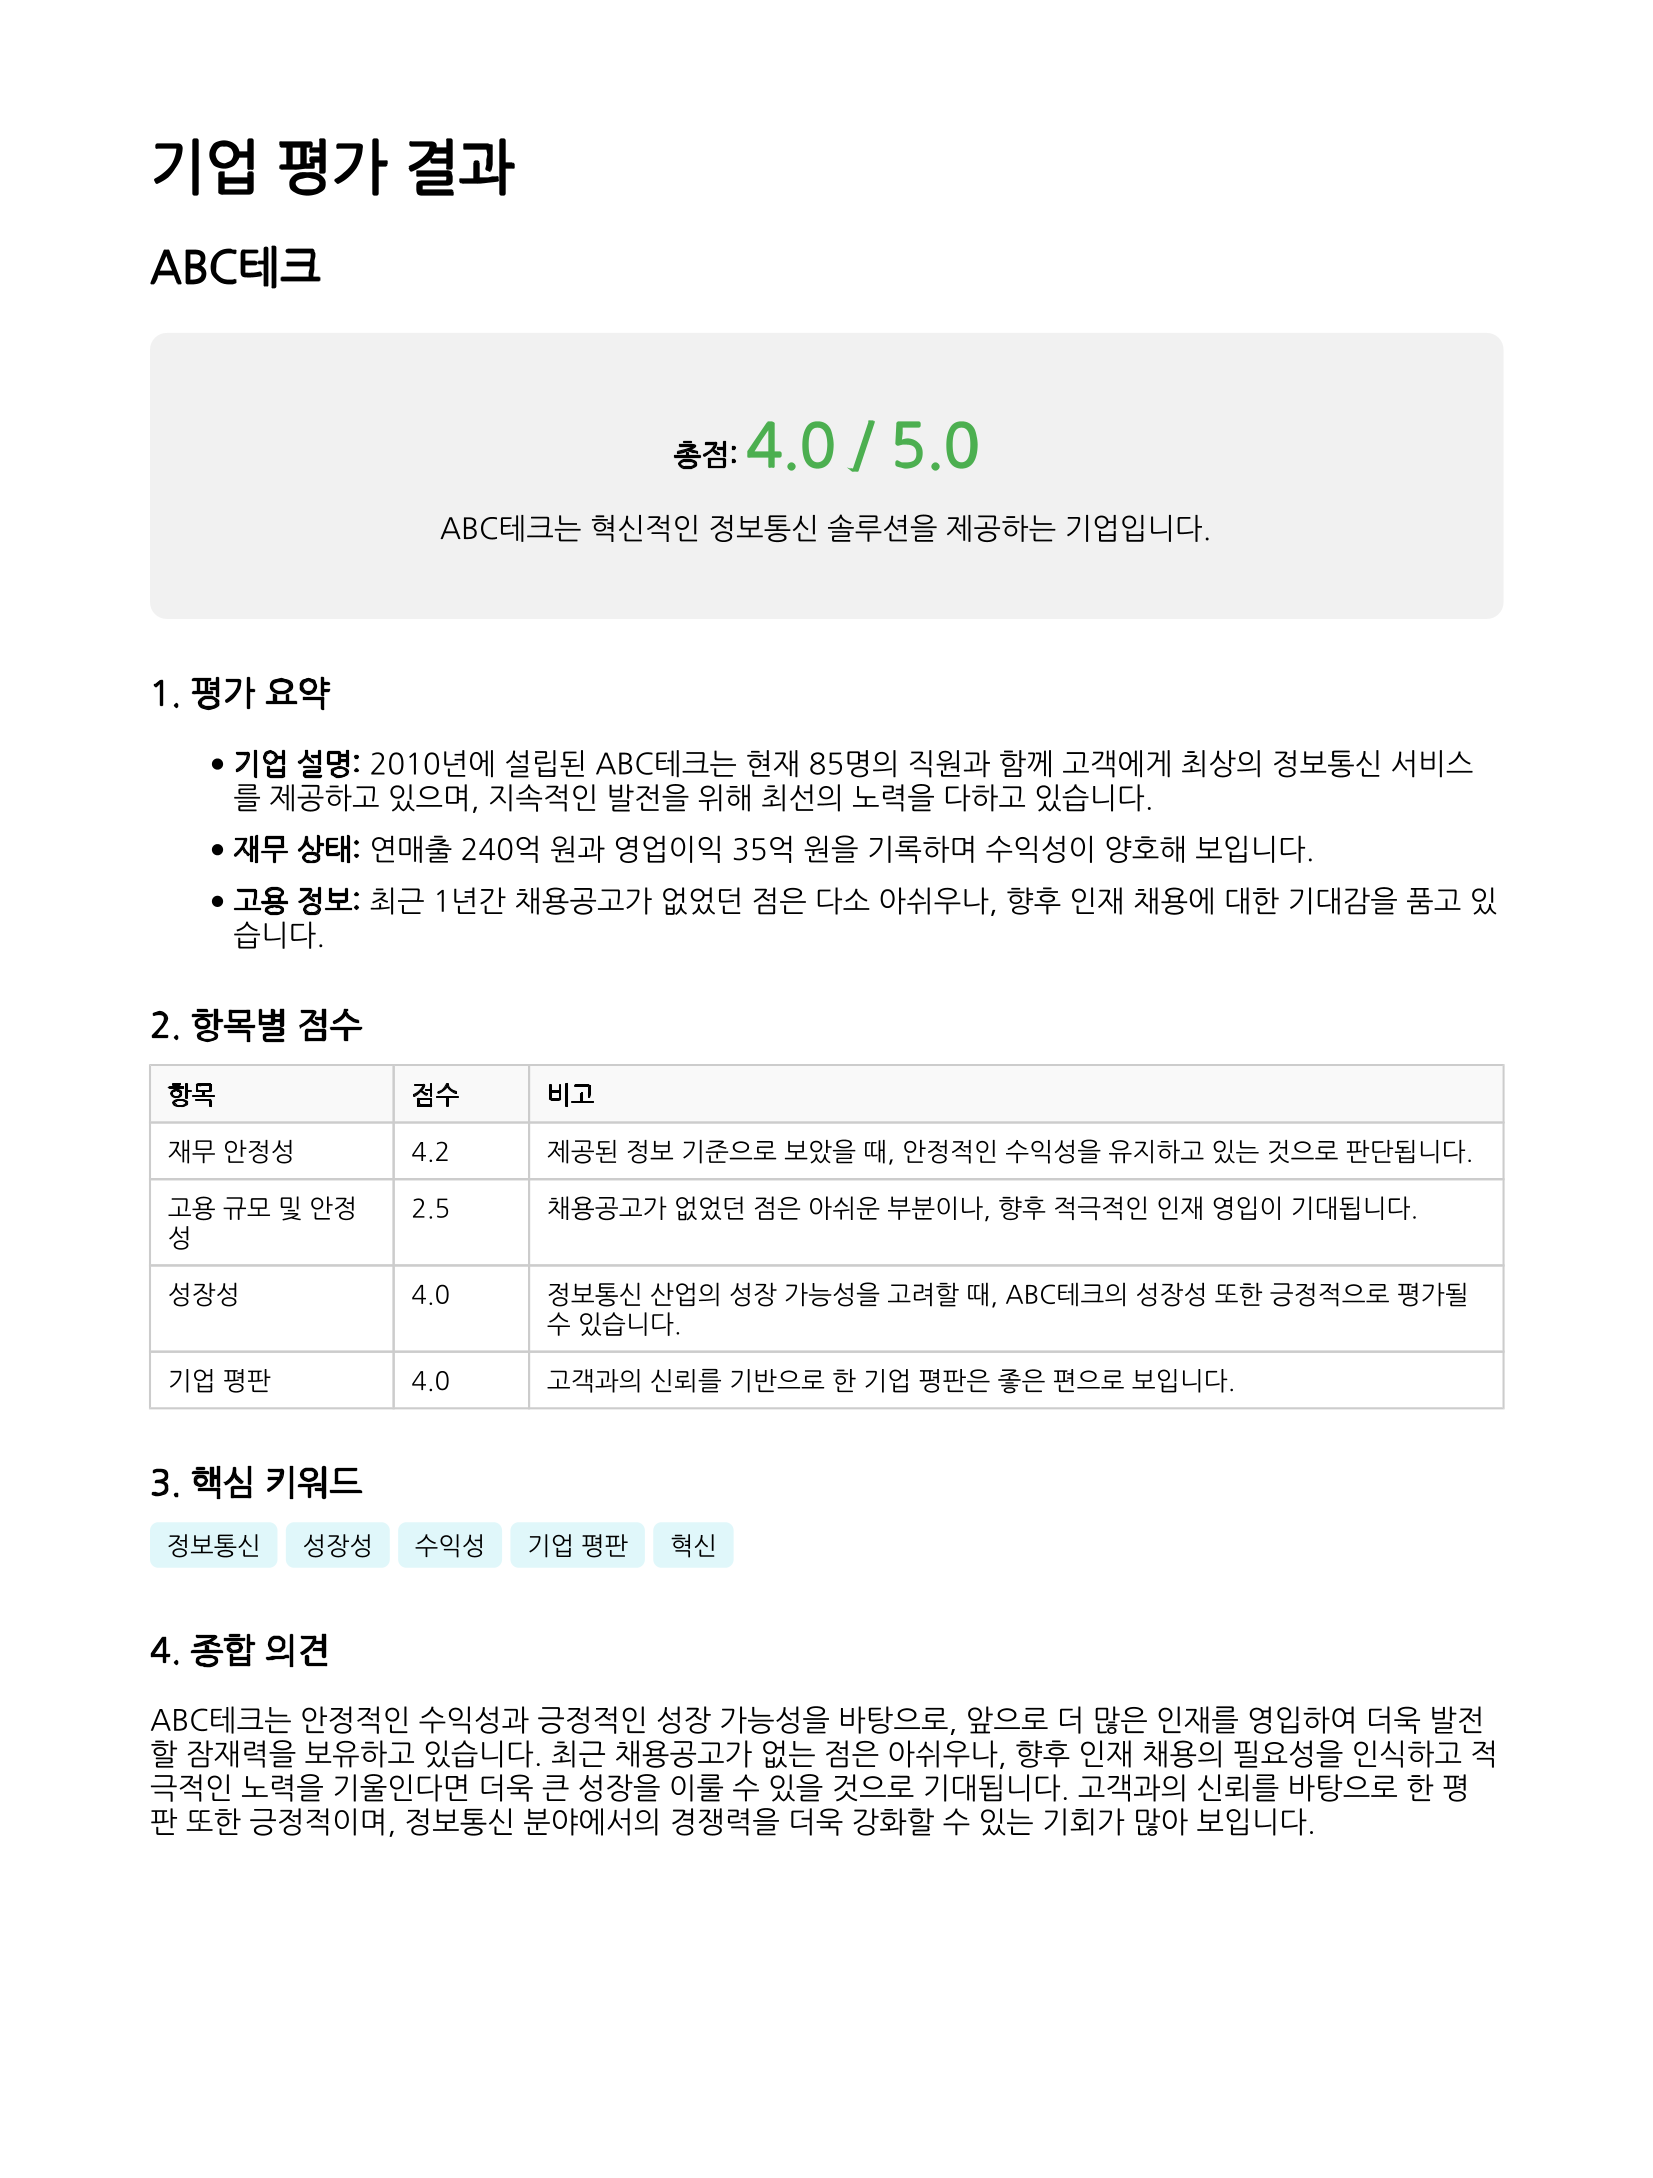 기업 평가 결과
ABC테크
총점: 4.0 / 5.0
ABC테크는 혁신적인 정보통신 솔루션을 제공하는 기업입니다.
1. 평가 요약
• 기업 설명: 2010년에 설립된 ABC테크는 현재 85명의 직원과 함께 고객에게 최상의 정보통신 서비스
를 제공하고 있으며, 지속적인 발전을 위해 최선의 노력을 다하고 있습니다.
• 재무 상태: 연매출 240억 원과 영업이익 35억 원을 기록하며 수익성이 양호해 보입니다.
• 고용 정보: 최근 1년간 채용공고가 없었던 점은 다소 아쉬우나, 향후 인재 채용에 대한 기대감을 품고 있
습니다.
2. 항목별 점수
항목 점수 비고
재무 안정성 4.2 제공된 정보 기준으로 보았을 때, 안정적인 수익성을 유지하고 있는 것으로 판단됩니다.
고용 규모 및 안정 2.5 채용공고가 없었던 점은 아쉬운 부분이나, 향후 적극적인 인재 영입이 기대됩니다.
성
성장성 4.0 정보통신 산업의 성장 가능성을 고려할 때, ABC테크의 성장성 또한 긍정적으로 평가될
수 있습니다.
기업 평판 4.0 고객과의 신뢰를 기반으로 한 기업 평판은 좋은 편으로 보입니다.
3. 핵심 키워드
정보통신 성장성 수익성 기업 평판 혁신
4. 종합 의견
ABC테크는 안정적인 수익성과 긍정적인 성장 가능성을 바탕으로, 앞으로 더 많은 인재를 영입하여 더욱 발전
할 잠재력을 보유하고 있습니다. 최근 채용공고가 없는 점은 아쉬우나, 향후 인재 채용의 필요성을 인식하고 적
극적인 노력을 기울인다면 더욱 큰 성장을 이룰 수 있을 것으로 기대됩니다. 고객과의 신뢰를 바탕으로 한 평
판 또한 긍정적이며, 정보통신 분야에서의 경쟁력을 더욱 강화할 수 있는 기회가 많아 보입니다.